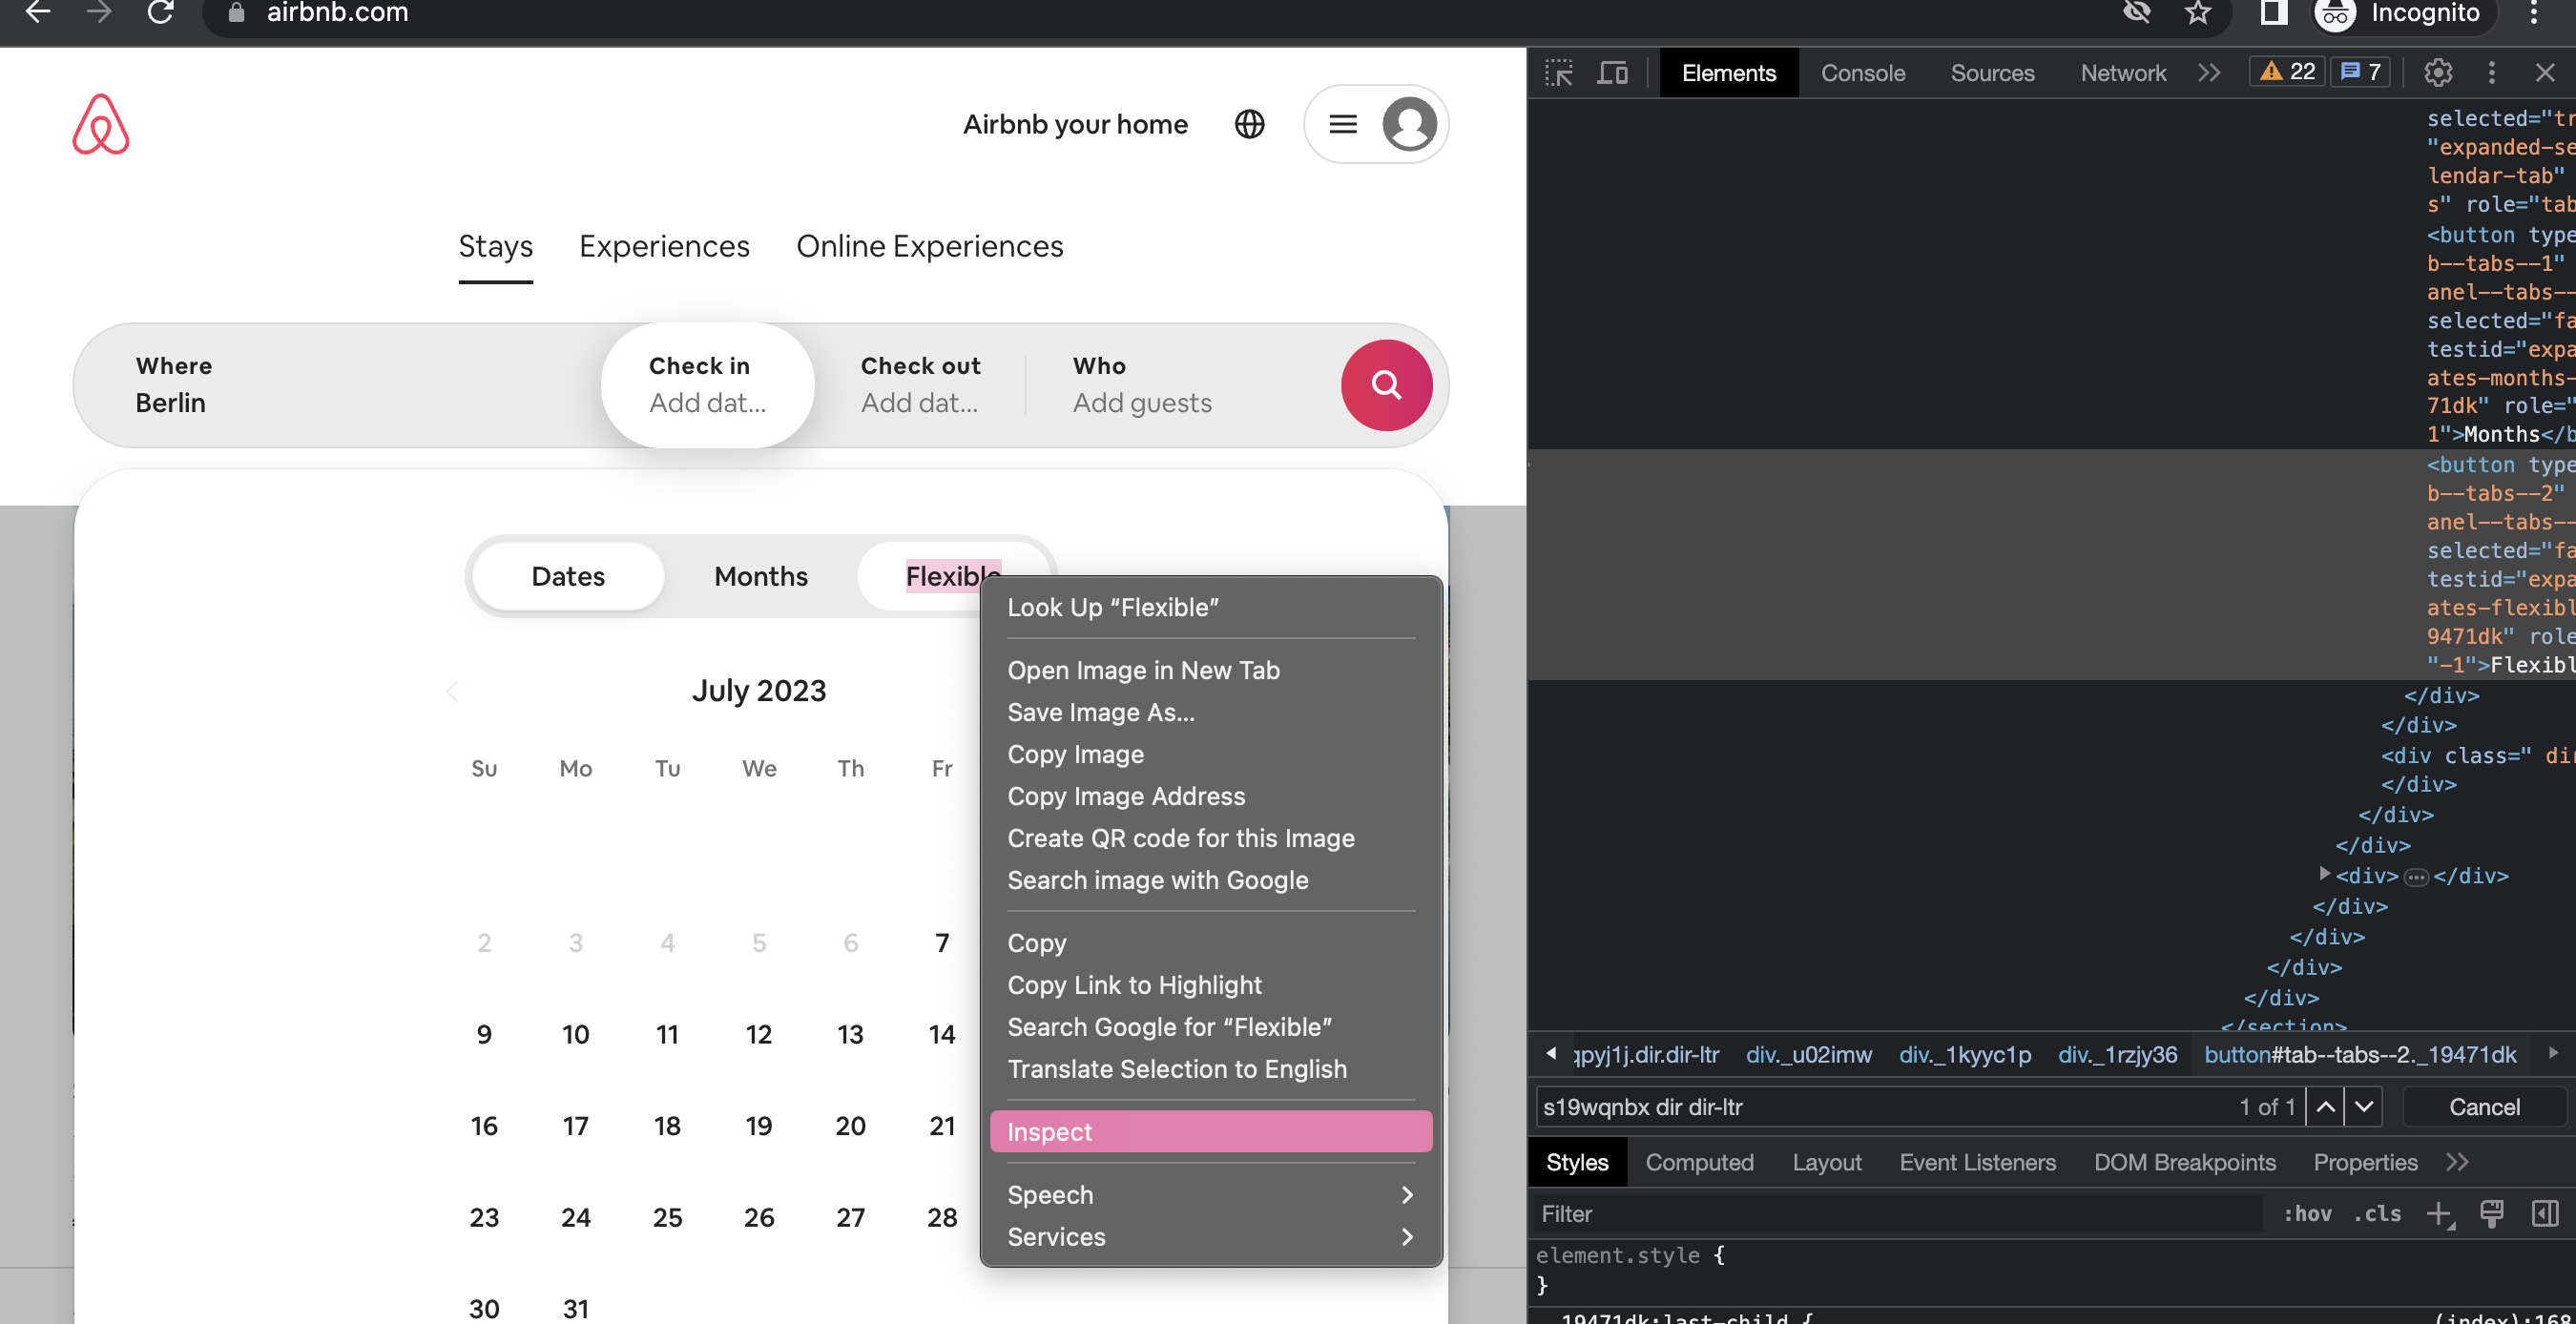 airbnb.com
Incognito
Airbnb your home
Stays Experiences Online Experiences
Where
Berlin
Check in
Add dat...
Check out
Add dat...
Who
Add guests
Dates Months Flexible
July 2023
Su Mo Tu We Th Fr
2 3 4 5 6 7
9 10 11 12 13 14
16 17 18 19 20 21
23 24 25 26 27 28
30 31
Look Up “Flexible”
Open Image in New Tab
Save Image As...
Copy Image
Copy Image Address
Create QR code for this Image
Search image with Google
Copy
Copy Link to Highlight
Search Google for “Flexible”
Translate Selection to English
Inspect
Speech
Services
Elements Console Sources Network 22 7
selected="tr
"expanded-se
lendar-tab"
s" role="tab
<button type
b--tabs--1"
anel--tabs--
selected="fa
testid="expa
ates-months-
71dk" role="
1">Months</b
<button type
b--tabs--2"
anel--tabs--
selected="fa
testid="expa
ates-flexibl
9471dk" role
"-1">Flexibl
</div>
</div>
<div class=" dir
</div>
</div>
</div>
<div>…</div>
</div>
</div>
</div>
</div>
</section>
qpyj1j.dir.dir-ltr div._u02imw div._1kyyc1p div._1rzjy36 button#tab--tabs--2._19471dk
s19wqnbx dir dir-ltr 1 of 1 Cancel
Styles Computed Layout Event Listeners DOM Breakpoints Properties
Filter :hov .cls
element.style {
}
19471dk:last-child { (index):168